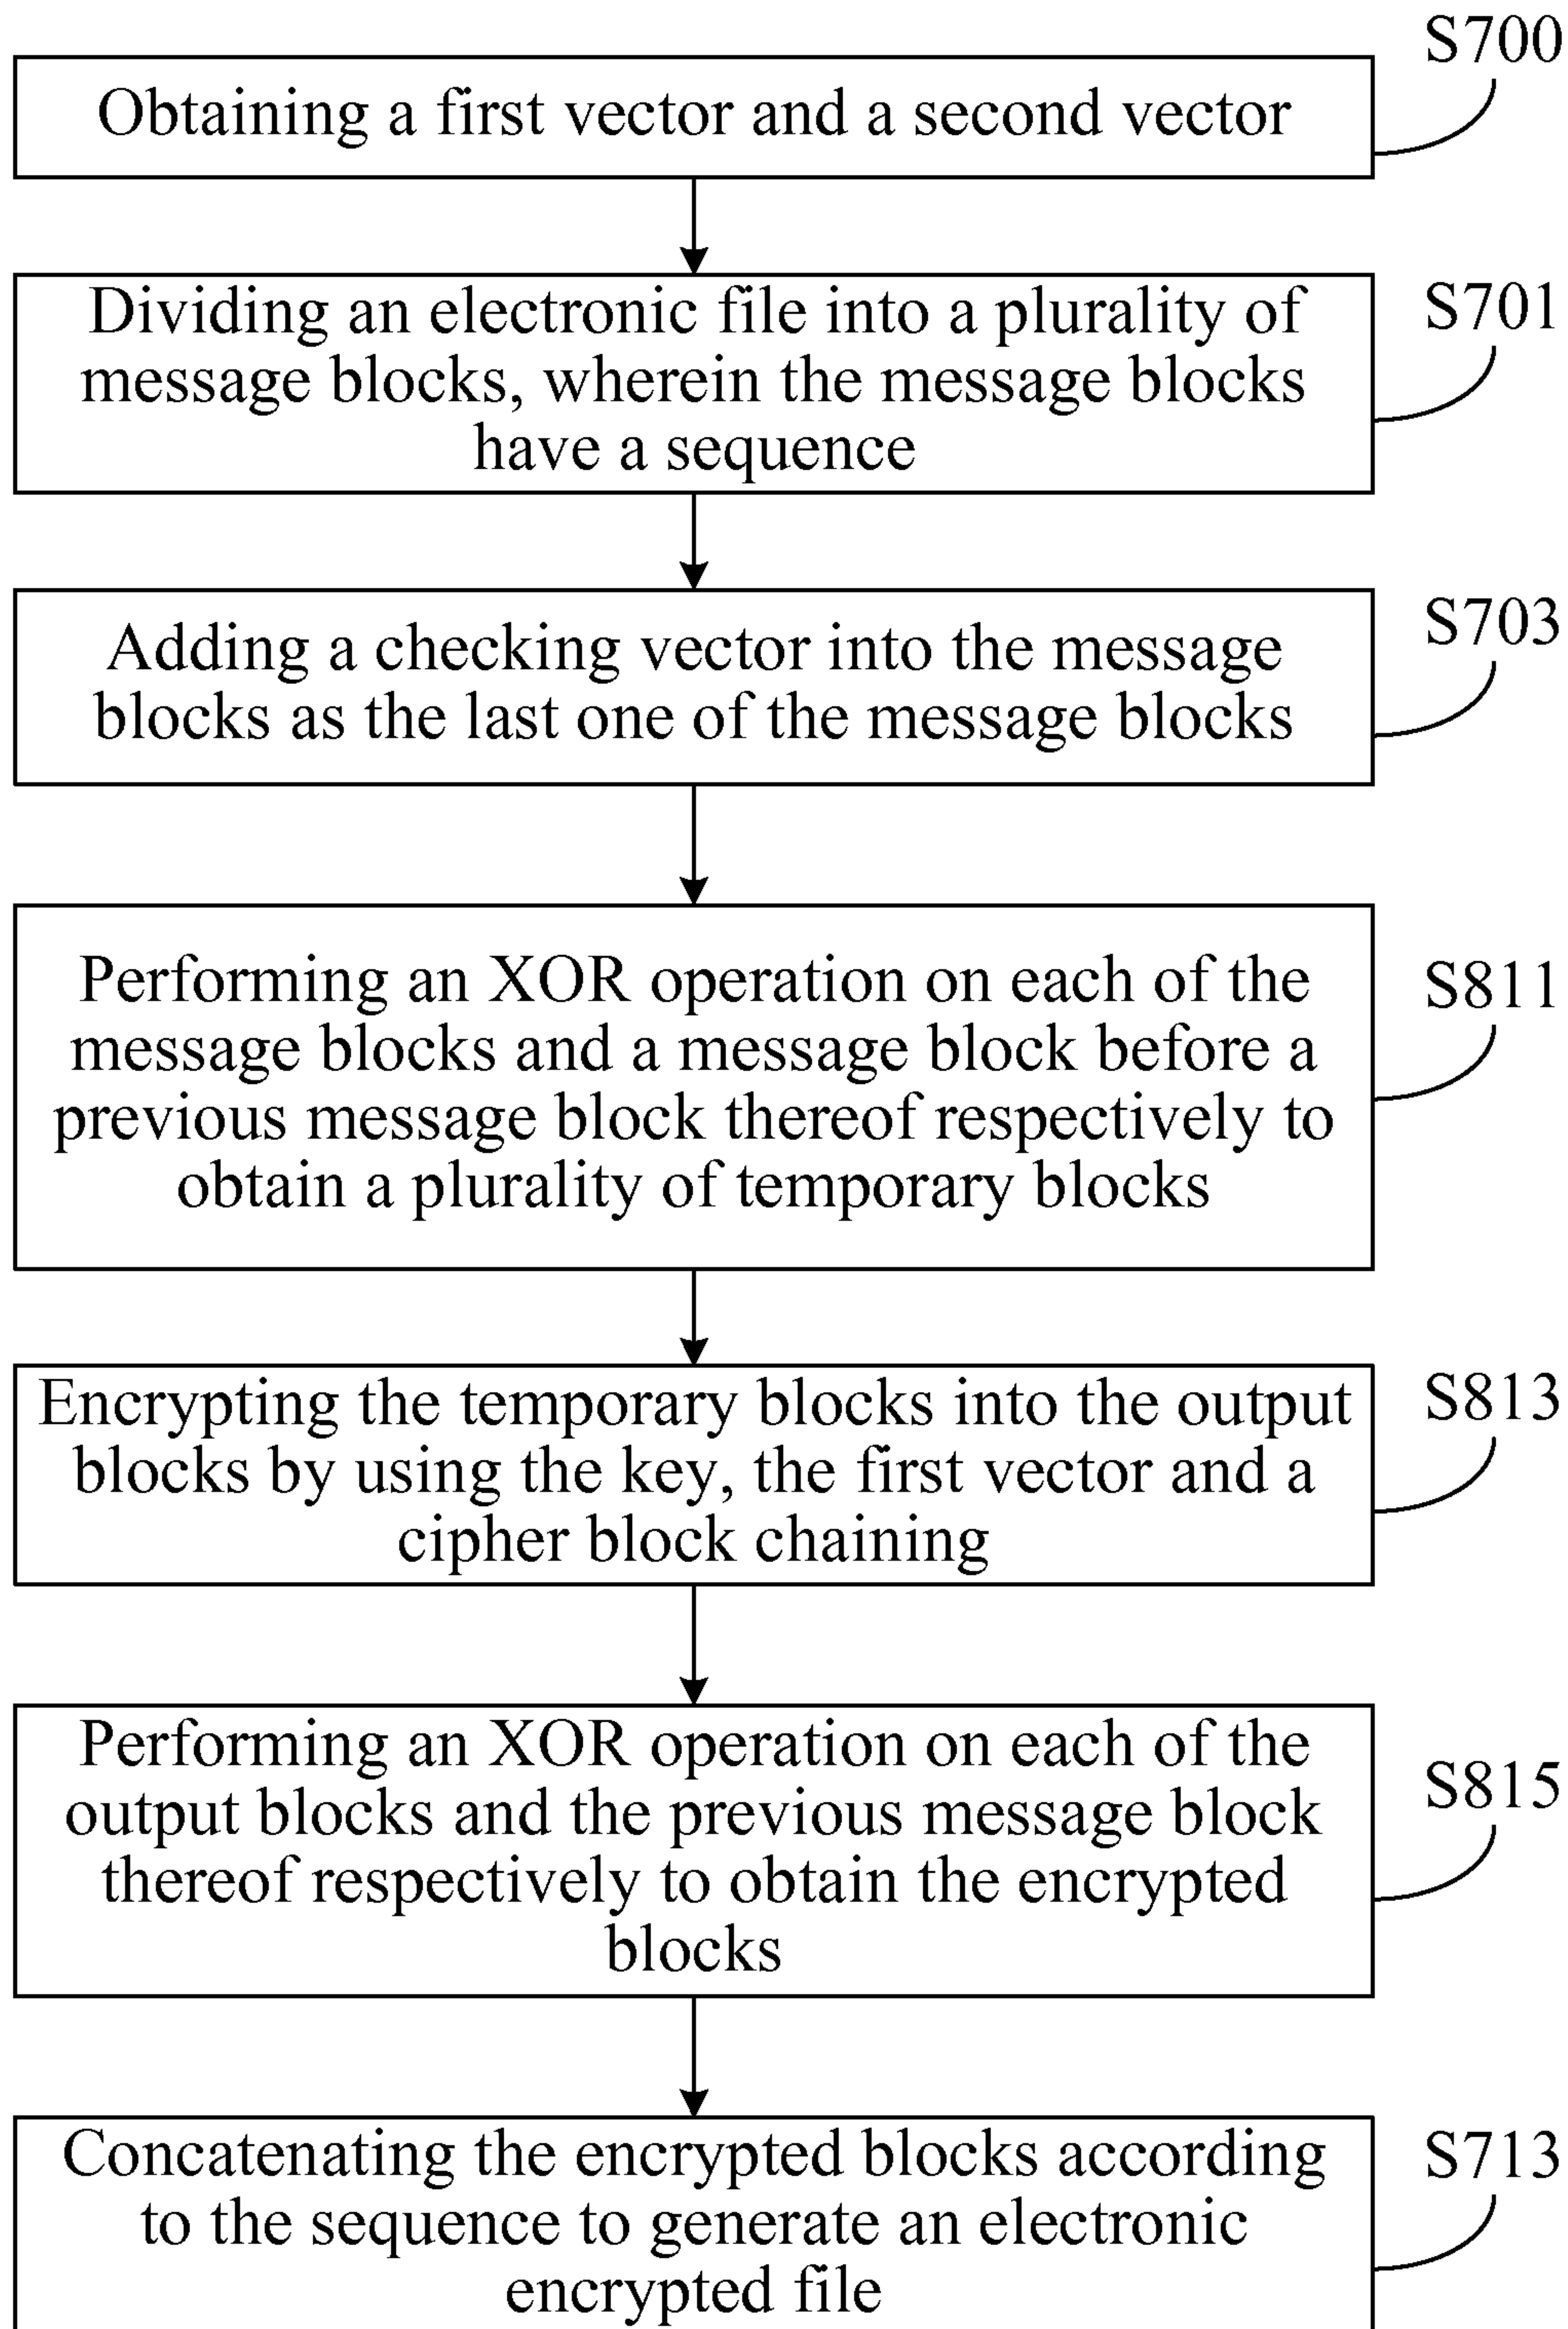 S700
Obtaining a first vector and a second vector
S701
Dividing an electronic file into a plurality of
message blocks, wherein the message blocks
have a sequence
S703
Adding a checking vector into the message
blocks as the last one of the message blocks
S811
Performing an XOR operation on each of the
message blocks and a message block before a
previous message block thereof respectively to
obtain a plurality of temporary blocks
S813
Encrypting the temporary blocks into the output
blocks by using the key, the first vector and a
cipher block chaining
S815
Performing an XOR operation on each of the
output blocks and the previous message block
thereof respectively to obtain the encrypted
blocks
S713
Concatenating the encrypted blocks according
to the sequence to generate an electronic
encrypted file